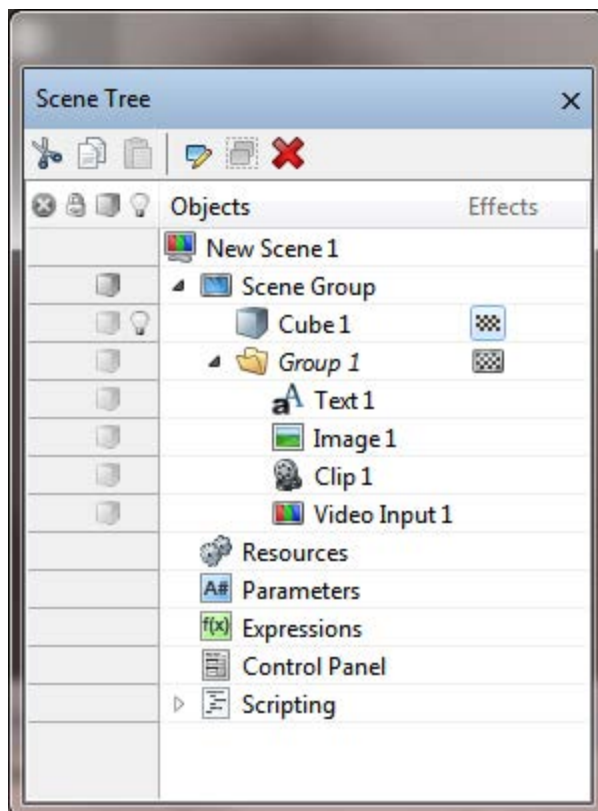 Scene Tree
Objects Effects
New Scene 1
Scene Group
Cube 1
Group 1
aA Text 1
Image 1
Clip 1
Video Input 1
Resources
A# Parameters
f(x) Expressions
Control Panel
Scripting